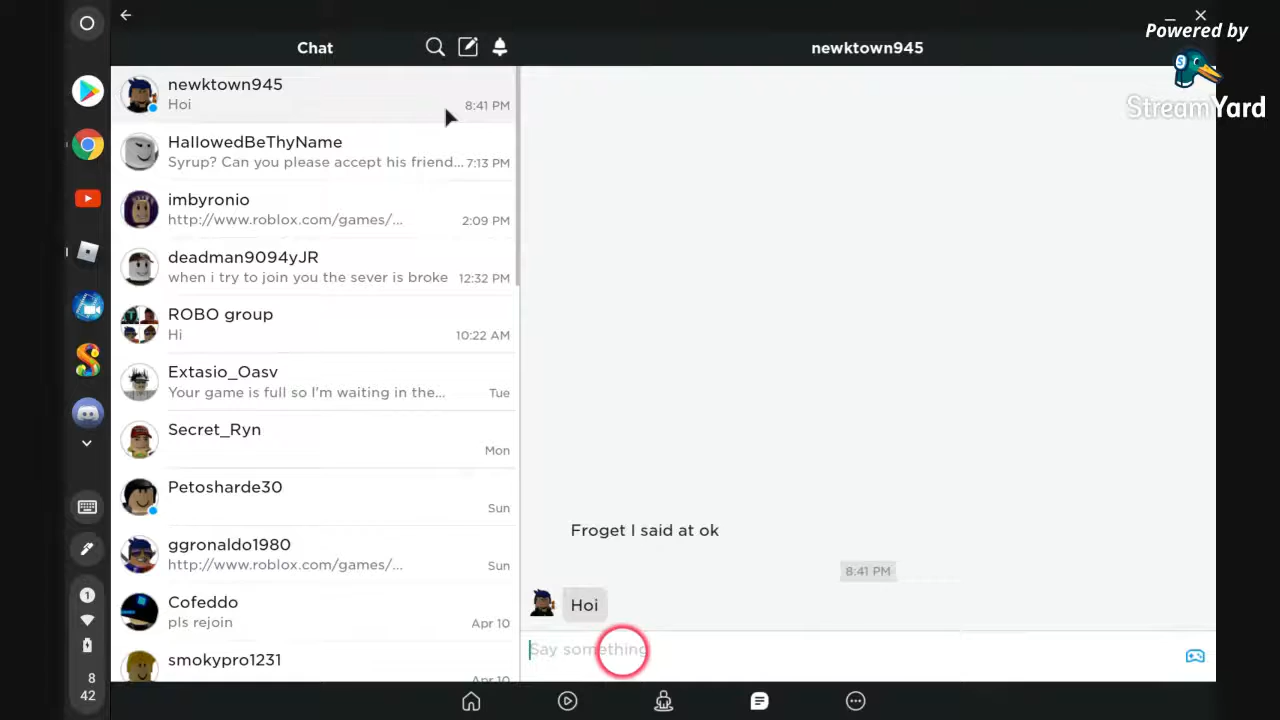 Powered by
StreamYard
Chat
newktown945
newktown945
Hoi
8:41 PM
HallowedBeThyName
Syrup? Can you please accept his friend...
7:13 PM
imbyronio
http://www.roblox.com/games/...
2:09 PM
deadman9094yJR
when i try to join you the sever is broke
12:32 PM
ROBO group
Hi
10:22 AM
Extasio_Oasv
Your game is full so I'm waiting in the...
Tue
Secret_Ryn
Mon
Petosharde30
Sun
ggronaldo1980
http://www.roblox.com/games/...
Sun
Cofeddo
pls rejoin
Apr 10
smokypro1231
Apr 10
Froget I said at ok
8:41 PM
Hoi
Say something
1
8
42